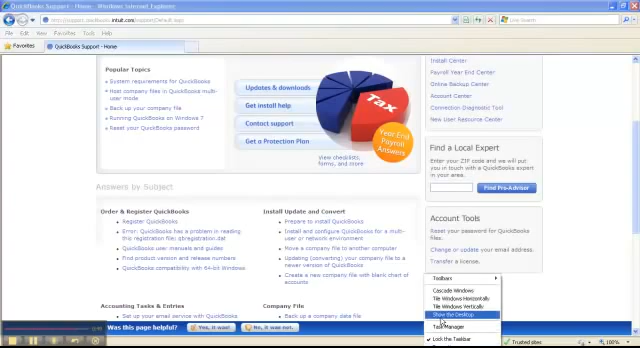 QuickBooks Support - Home - Windows Internet Explorer
http://support.quickbooks.intuit.com/support/Default.aspx
Live Search
File Edit View Favorites Tools Help
Favorites
QuickBooks Support - Home
Popular Topics
System requirements for QuickBooks
Host company files in QuickBooks multi-user mode
Back up your company file
Running QuickBooks on Windows 7
Reset your QuickBooks password
Updates & downloads
Get install help
Contact support
Get a Protection Plan
Tax
Year End
Payroll
Answers
View checklists,
forms, and more
Install Center
Payroll Year End Center
Online Backup Center
Account Center
Connection Diagnostic Tool
New User Resource Center
Find a Local Expert
Enter your ZIP code and we will put
you in touch with a QuickBooks expert
in your area.
Find Pro-Advisor
Account Tools
Reset your password for QuickBooks
files.
Change or update your email address.
Transfer a license.
Answers by Subject
Order & Register QuickBooks
Register QuickBooks
Error: QuickBooks has a problem in reading
this registration file: qbregistration.dat
QuickBooks user manuals and guides
Find product version and release numbers
QuickBooks compatibility with 64-bit Windows
Install Update and Convert
Prepare to install QuickBooks
Install and configure QuickBooks for a multi-
user or network environment
Move a company file to another computer
Updating (converting) your company file to a
newer version of QuickBooks
Create a new company file with blank chart of
accounts
Accounting Tasks & Entries
Company File
Set up a
Back up a company file
Was this page helpful?
Yes, it was!
No, it was not.
Toolbars
Cascade Windows
Tile Windows Horizontally
Tile Windows Vertically
Show the Desktop
Task Manager
Lock the Taskbar
Trusted sites
100%